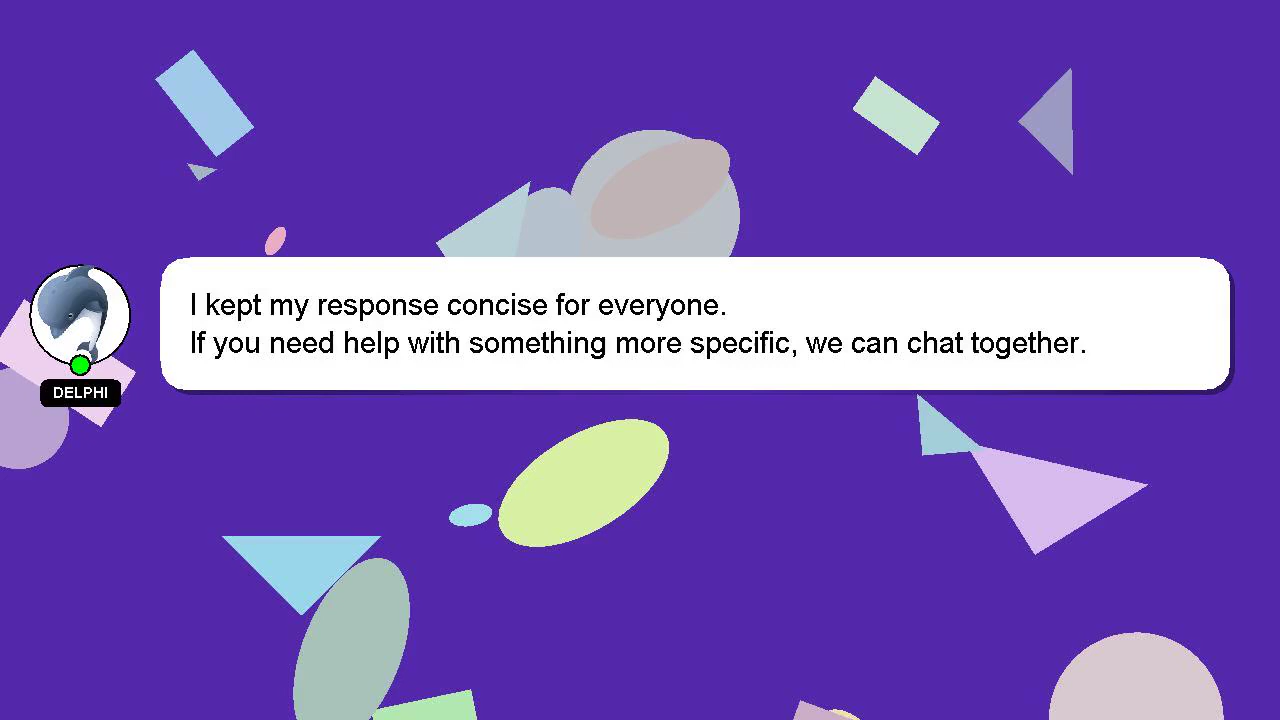 I kept my response concise for everyone.
If you need help with something more specific, we can chat together.
DELPHI